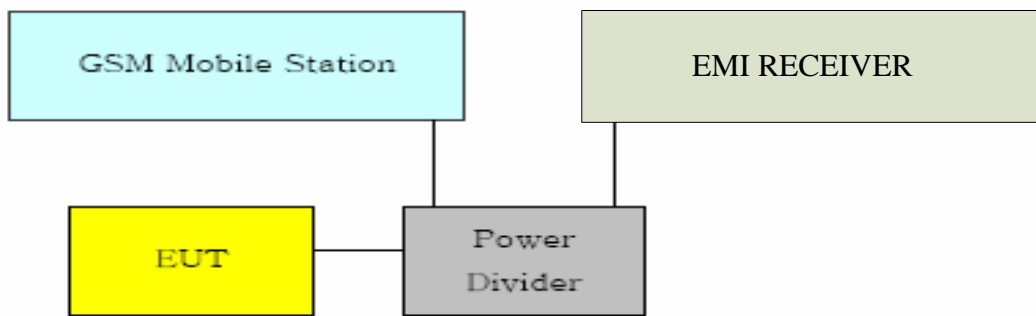 GSM Mobile Station
EMI RECEIVER
EUT
Power
Divider